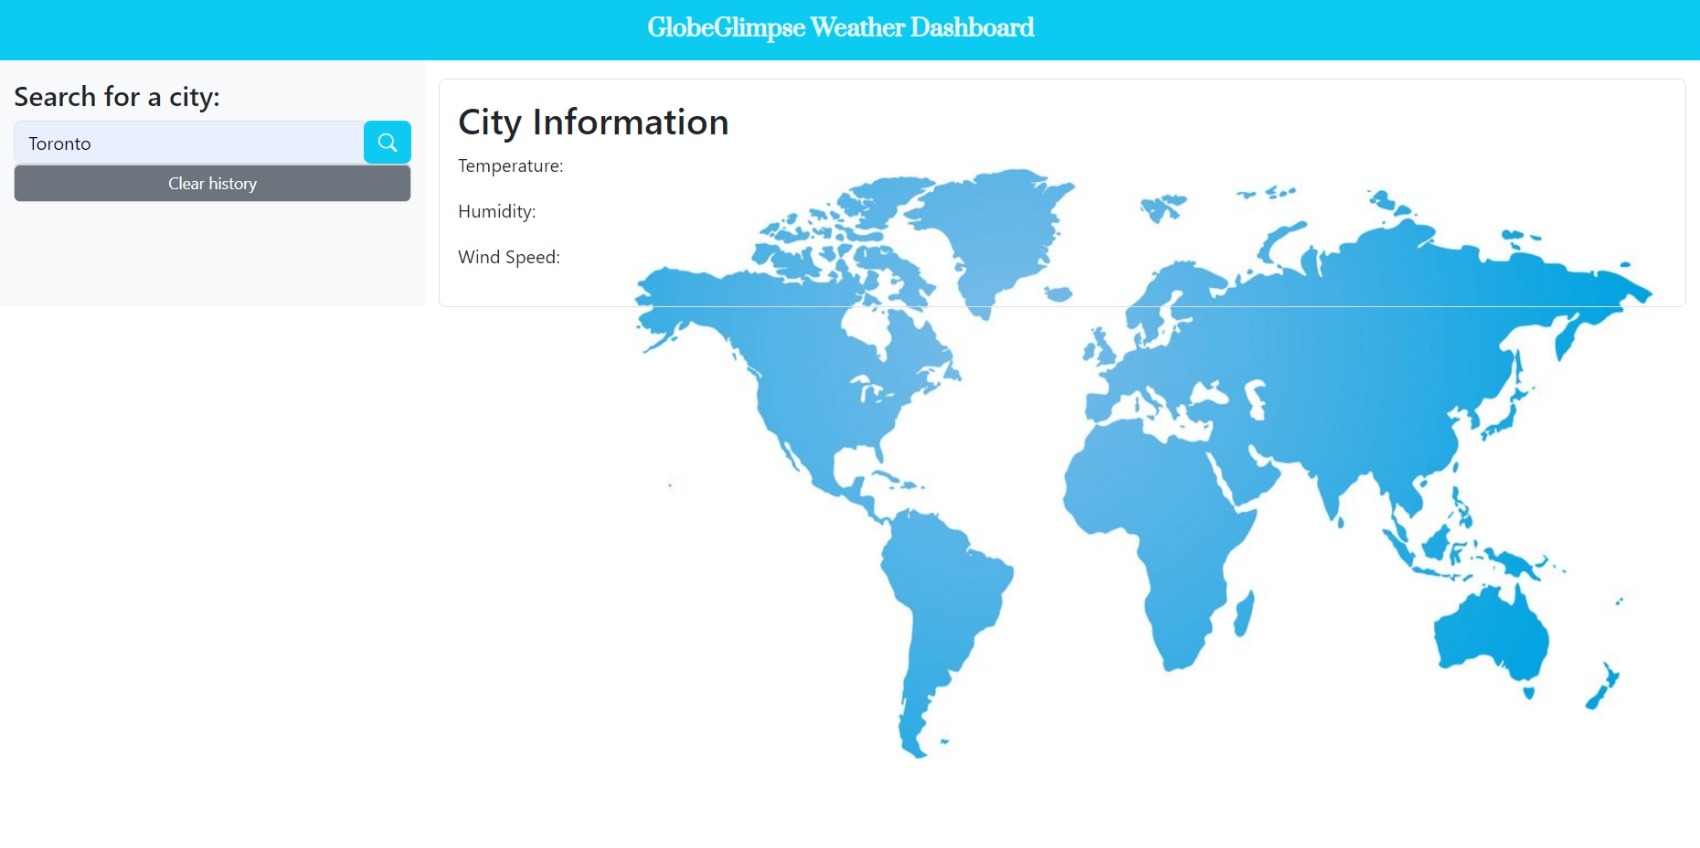 GlobeGlimpse Weather Dashboard
Search for a city:
Toronto
Clear history
City Information
Temperature:
Humidity:
Wind Speed: